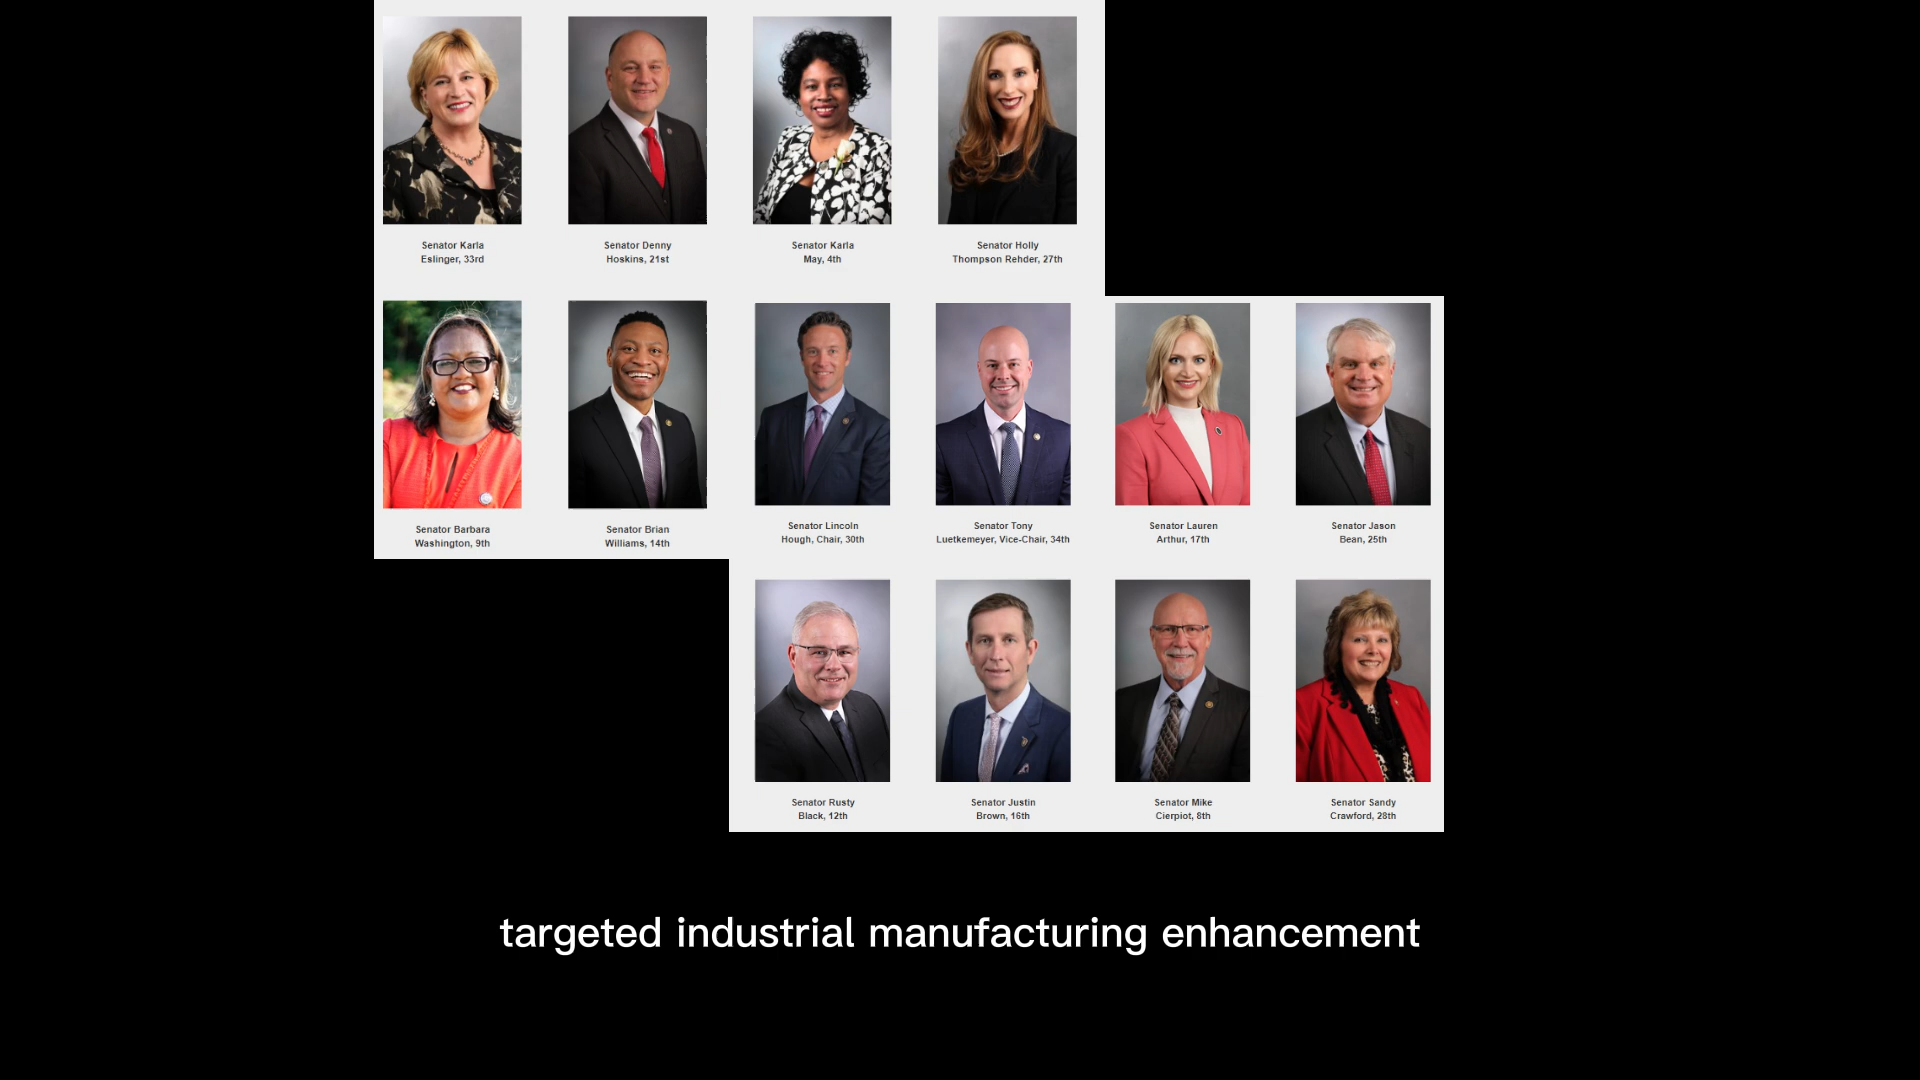 Senator Karla
Eslinger, 33rd
Senator Denny
Hoskins, 21st
Senator Karla
May, 4th
Senator Holly
Thompson Rehder, 27th
Senator Barbara
Washington, 9th
Senator Brian
Williams, 14th
Senator Lincoln
Hough, Chair, 30th
Senator Tony
Luetkemeyer, Vice-Chair, 34th
Senator Lauren
Arthur, 17th
Senator Jason
Bean, 25th
Senator Rusty
Black, 12th
Senator Justin
Brown, 16th
Senator Mike
Cierpiot, 8th
Senator Sandy
Crawford, 28th
targeted industrial manufacturing enhancement